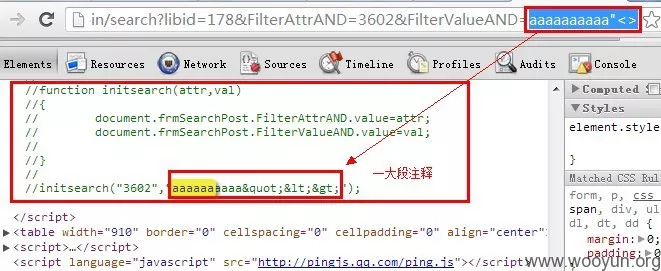 in/search?libid=178&FilterAttrAND=3602&FilterValueAND=aaaaaaaaaa"<>
Elements Resources Network Sources Timeline Profiles Audits Console
//function initsearch(attr,val)
//{
// document.frmSearchPost.FilterAttrAND.value=attr;
// document.frmSearchPost.FilterValueAND.value=val;
//
//}
//
//initsearch("3602","aaaaaaaaaa&quot;&lt;&gt;");
一大段注释
</script>
<table width="910" border="0" cellspacing="0" cellpadding="0" align="center">
<script>…</script>
<script language="javascript" src="http://pingjs.qq.com/ping.js"></script>
Computed
Styles
element.style
}
Matched CSS Rul
form, p, css
span, div, ul
dl, dt, dd {
margin: 0;
padding: 0;
www.wooyun.org